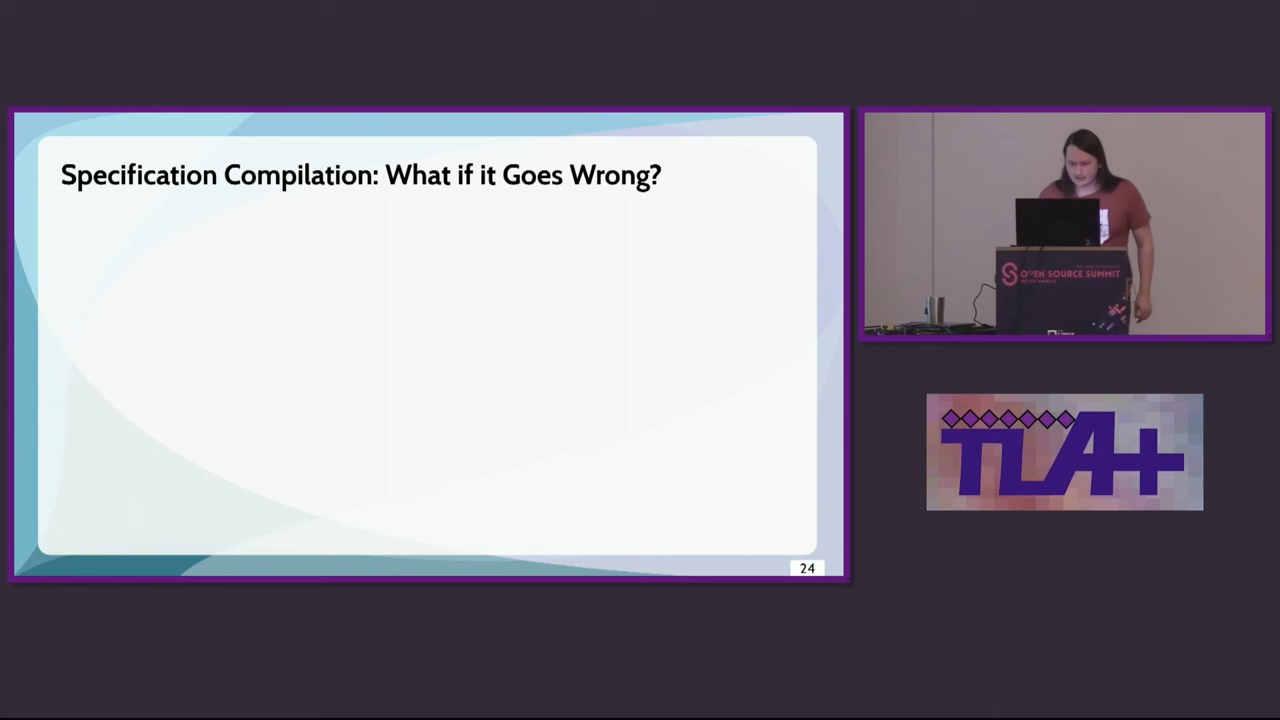 Specification Compilation: What if it Goes Wrong?
24
OPEN SOURCE SUMMIT
TLA+